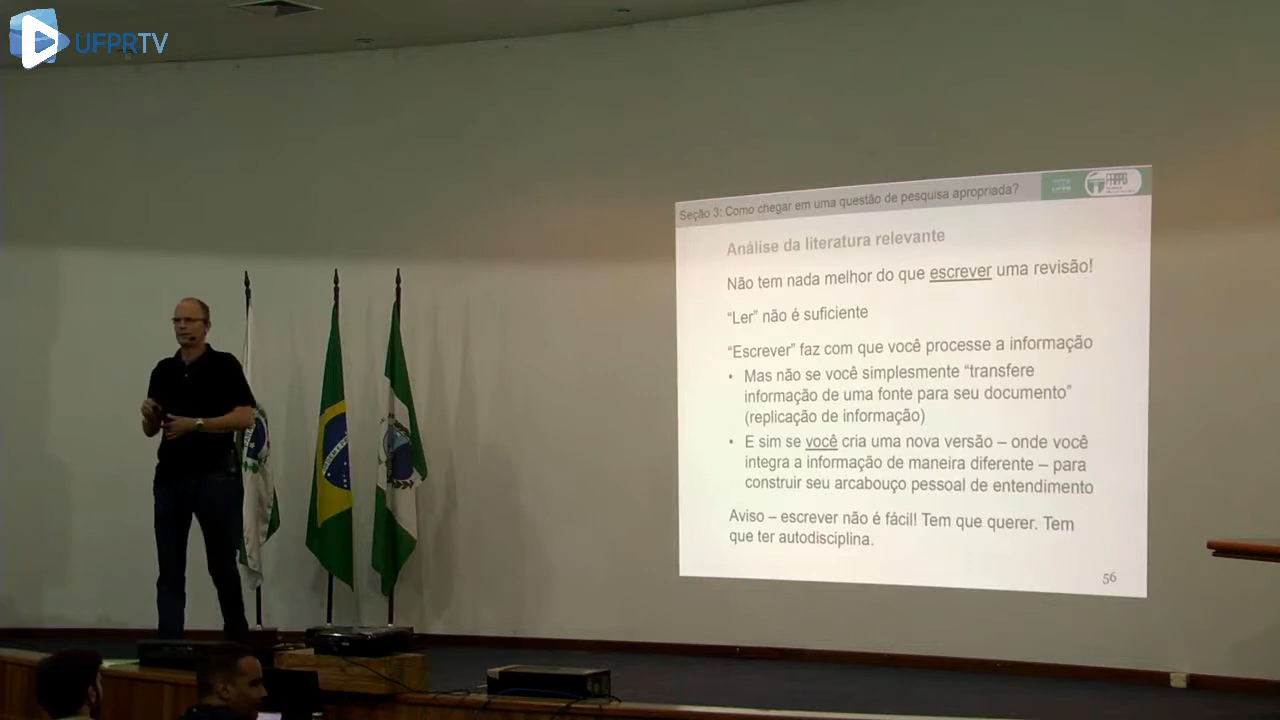 UFPRTV
Seção 3: Como chegar em uma questão de pesquisa apropriada?
UFPR
PRPPG
Análise da literatura relevante
Não tem nada melhor do que escrever uma revisão!
“Ler” não é suficiente
“Escrever” faz com que você processe a informação
• Mas não se você simplesmente “transfere
informação de uma fonte para seu documento”
(replicação de informação)
• E sim se você cria uma nova versão – onde você
integra a informação de maneira diferente – para
construir seu arcabouço pessoal de entendimento
Aviso – escrever não é fácil! Tem que querer. Tem
que ter autodisciplina.
56